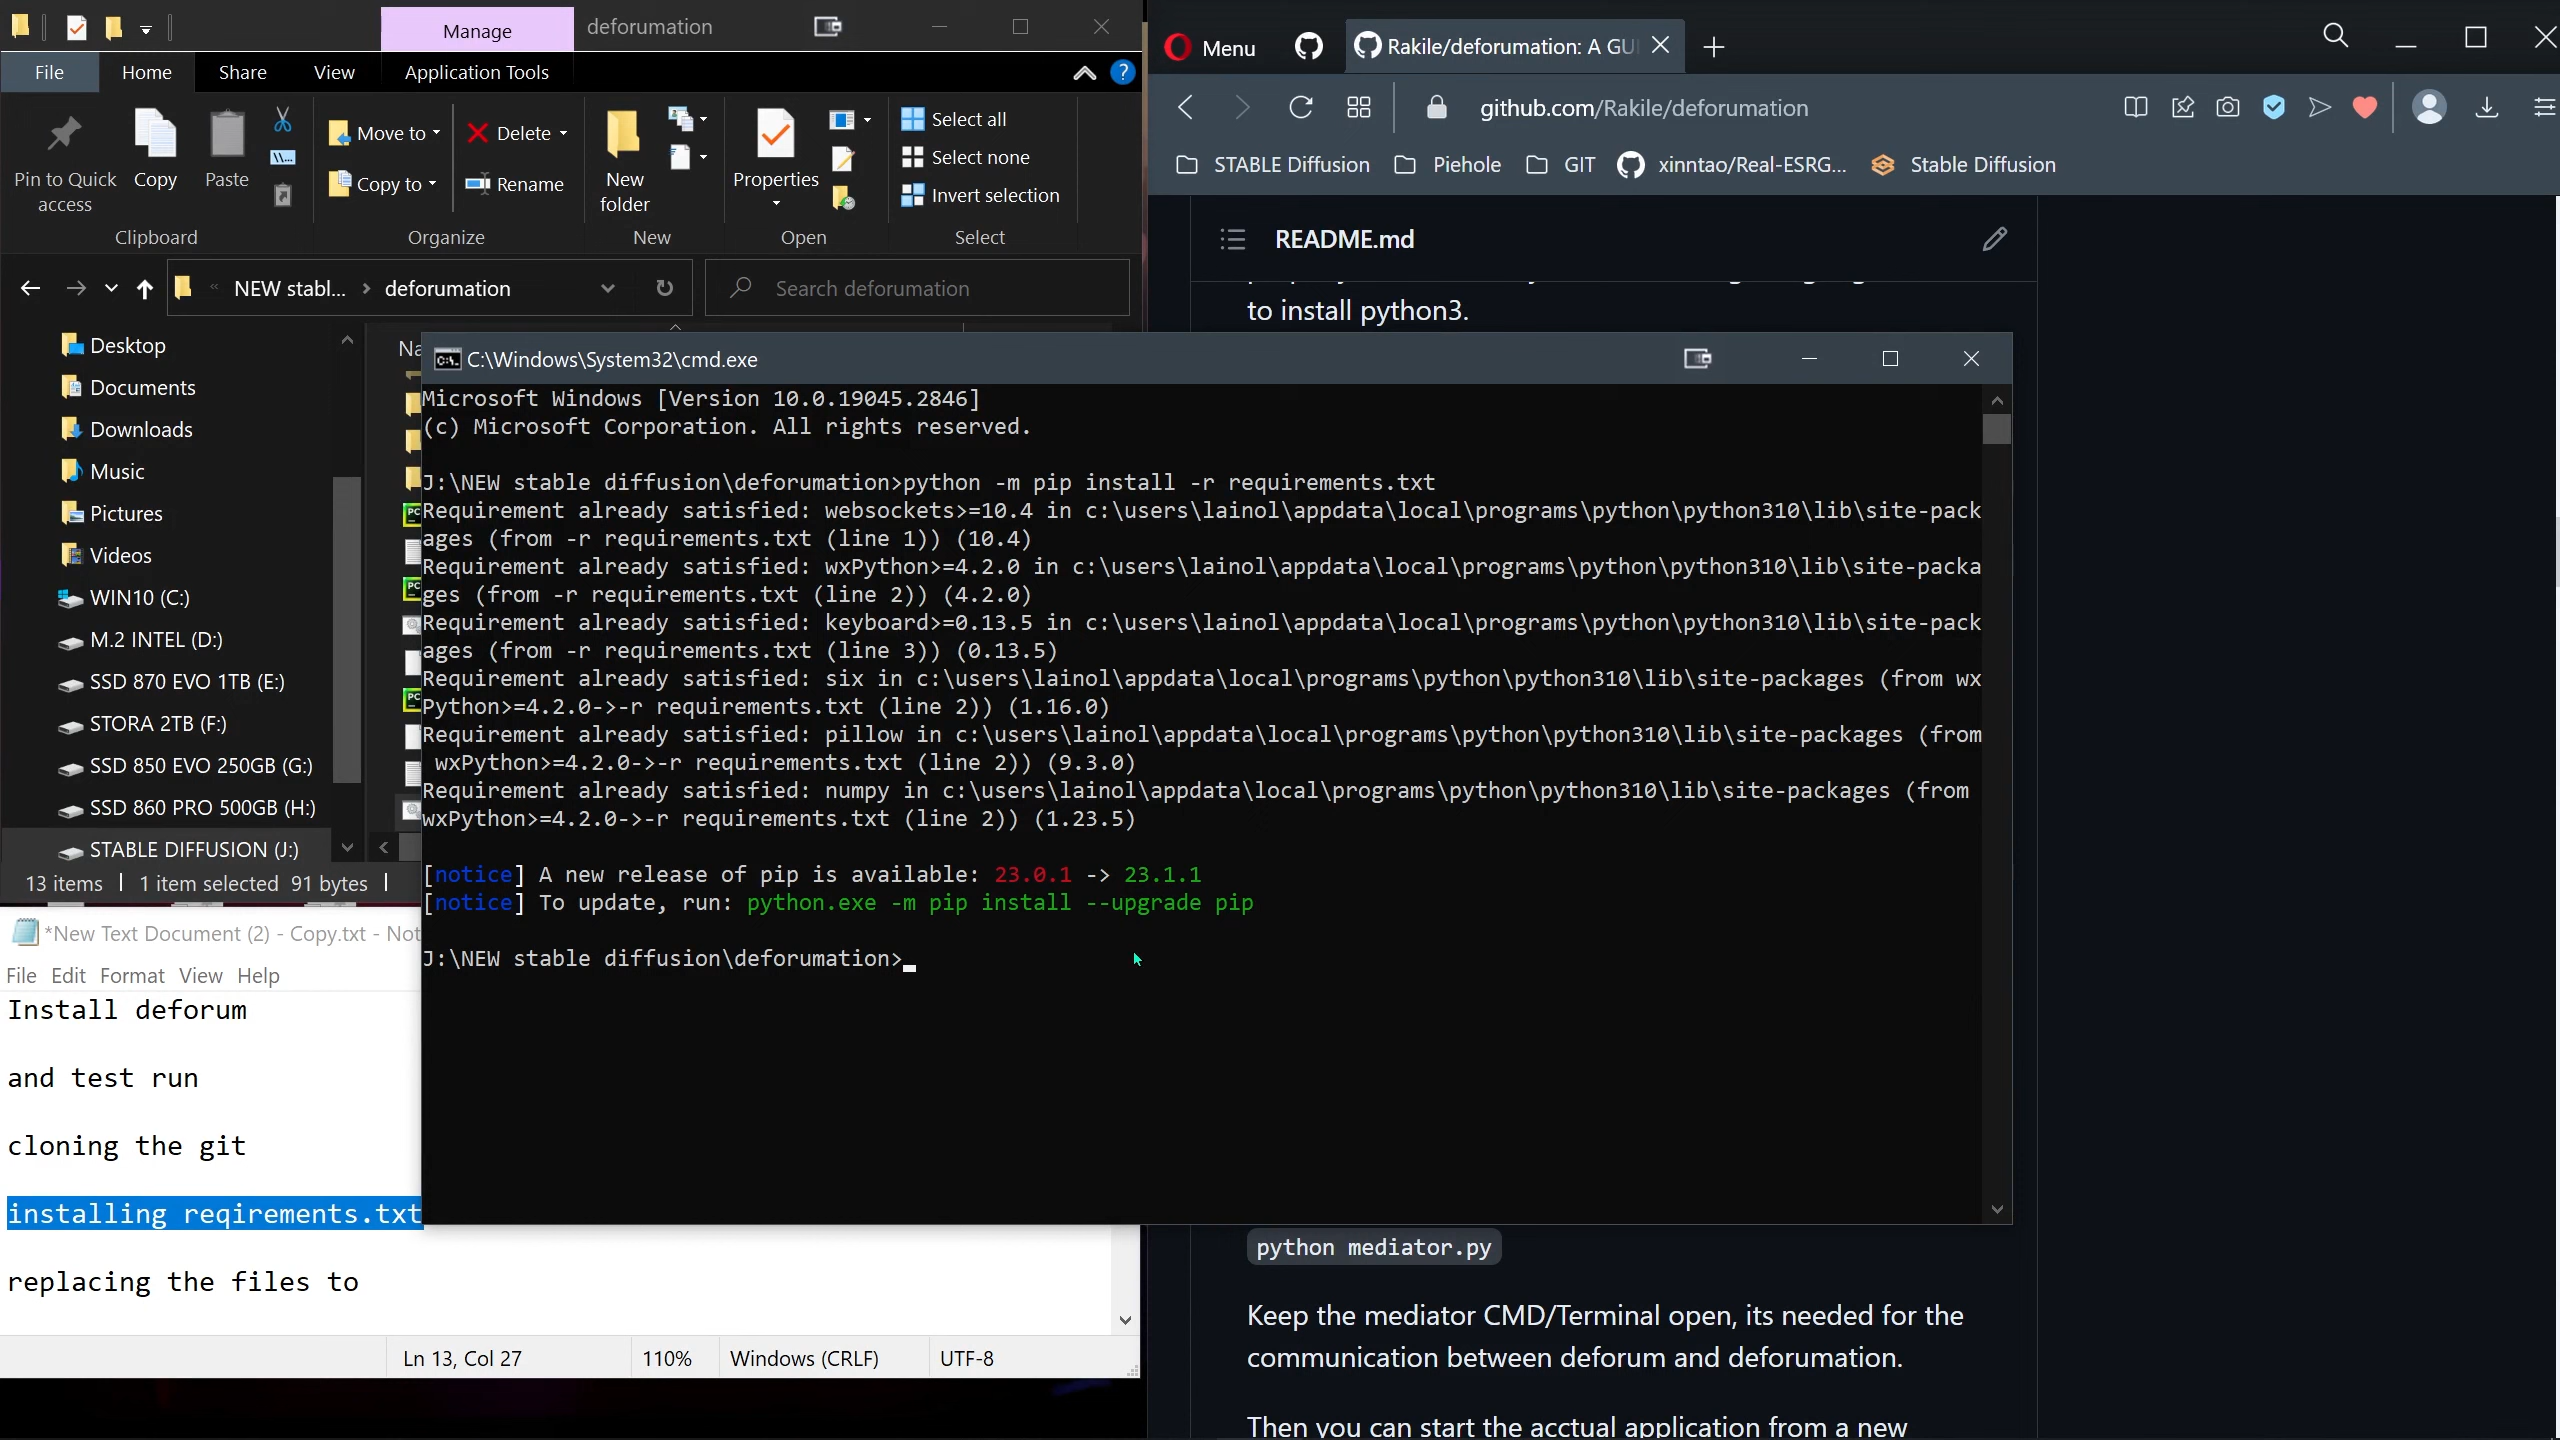 Manage
deforumation
File
Home
Share
View
Application Tools
Pin to Quick access
Copy
Paste
Move to
Copy to
Delete
Rename
New folder
Properties
Select all
Select none
Invert selection
Clipboard
Organize
New
Open
Select
NEW stabl... > deforumation
Search deforumation
Desktop
Documents
Downloads
Music
Pictures
Videos
WIN10 (C:)
M.2 INTEL (D:)
SSD 870 EVO 1TB (E:)
STORA 2TB (F:)
SSD 850 EVO 250GB (G:)
SSD 860 PRO 500GB (H:)
STABLE DIFFUSION (J:)
13 items
1 item selected 91 bytes
Menu
Rakile/deforumation: A GU
github.com/Rakile/deforumation
STABLE Diffusion
Piehole
GIT
xinntao/Real-ESRG...
Stable Diffusion
README.md
to install python3.
C:\Windows\System32\cmd.exe
Microsoft Windows [Version 10.0.19045.2846]
(c) Microsoft Corporation. All rights reserved.
J:\NEW stable diffusion\deforumation>python -m pip install -r requirements.txt
Requirement already satisfied: websockets>=10.4 in c:\users\lainol\appdata\local\programs\python\python310\lib\site-pack
ages (from -r requirements.txt (line 1)) (10.4)
Requirement already satisfied: wxPython>=4.2.0 in c:\users\lainol\appdata\local\programs\python\python310\lib\site-packa
ges (from -r requirements.txt (line 2)) (4.2.0)
Requirement already satisfied: keyboard>=0.13.5 in c:\users\lainol\appdata\local\programs\python\python310\lib\site-pack
ages (from -r requirements.txt (line 3)) (0.13.5)
Requirement already satisfied: six in c:\users\lainol\appdata\local\programs\python\python310\lib\site-packages (from wx
Python>=4.2.0->-r requirements.txt (line 2)) (1.16.0)
Requirement already satisfied: pillow in c:\users\lainol\appdata\local\programs\python\python310\lib\site-packages (from
 wxPython>=4.2.0->-r requirements.txt (line 2)) (9.3.0)
Requirement already satisfied: numpy in c:\users\lainol\appdata\local\programs\python\python310\lib\site-packages (from
wxPython>=4.2.0->-r requirements.txt (line 2)) (1.23.5)
[notice] A new release of pip is available: 23.0.1 -> 23.1.1
[notice] To update, run: python.exe -m pip install --upgrade pip
J:\NEW stable diffusion\deforumation>
*New Text Document (2) - Copy.txt - Not
File Edit Format View Help
Install deforum
and test run
cloning the git
installing reqirements.txt
replacing the files to
Ln 13, Col 27
110%
Windows (CRLF)
UTF-8
python mediator.py
Keep the mediator CMD/Terminal open, its needed for the
communication between deforum and deforumation.
Then you can start the acctual application from a new